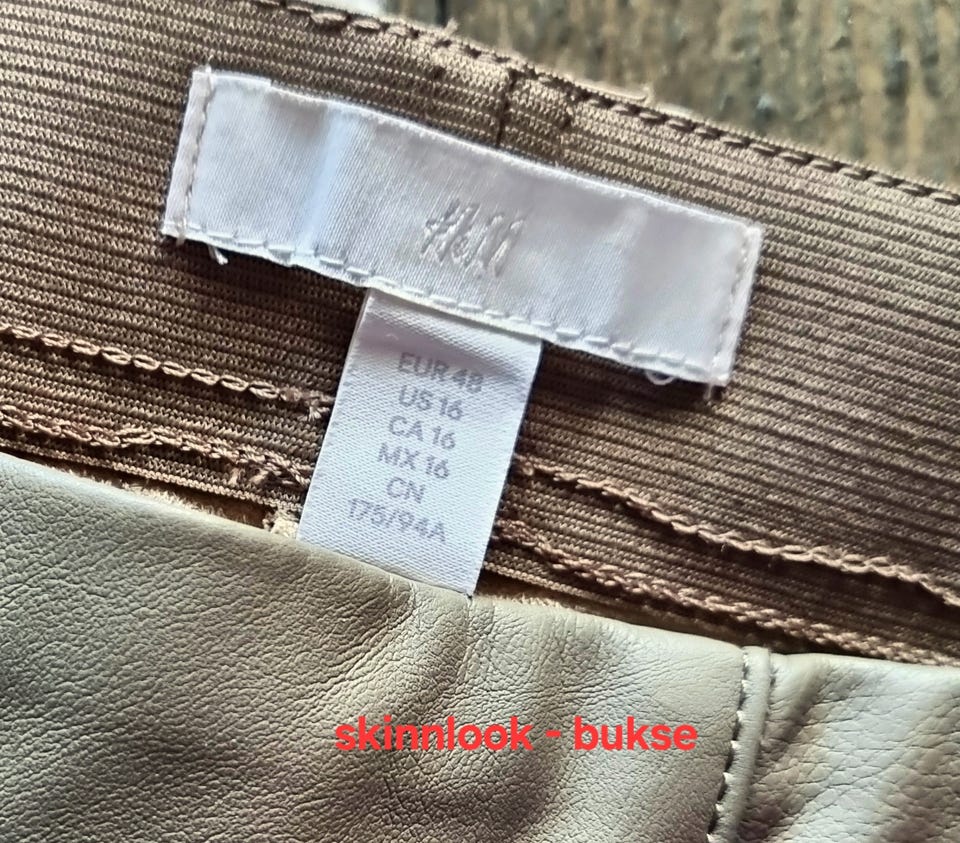 H&M
EUR 48
US 16
CA 16
MX 16
CN
175/94A
skinnlook - bukse